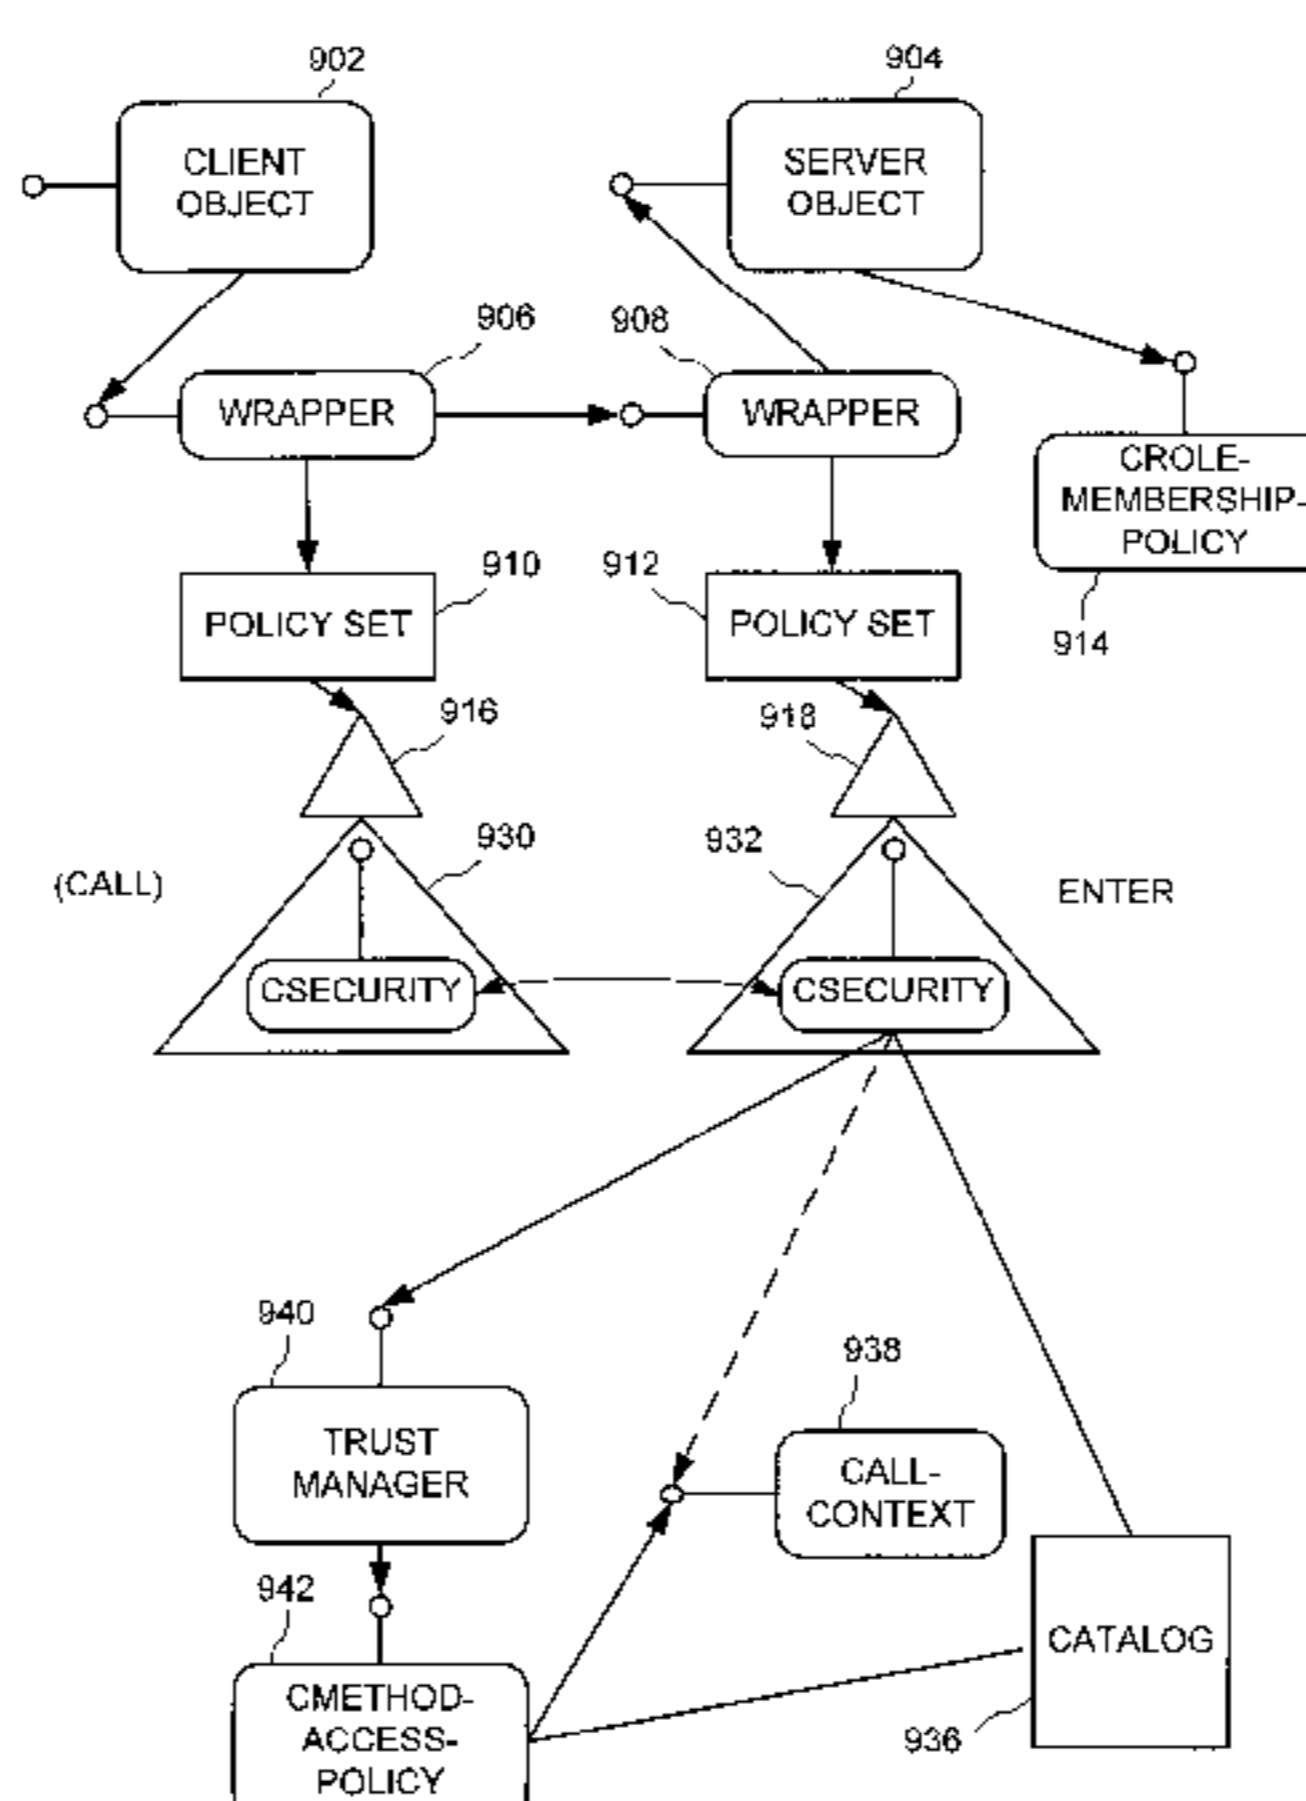 902
904
CLIENT
OBJECT
SERVER
OBJECT
906
908
WRAPPER
WRAPPER
CROLE-
MEMBERSHIP-
POLICY
910
912
POLICY SET
POLICY SET
914
916
918
930
932
(CALL)
ENTER
CSECURITY
CSECURITY
940
938
TRUST
MANAGER
CALL-
CONTEXT
942
CATALOG
CMETHOD-
ACCESS-
POLICY
936